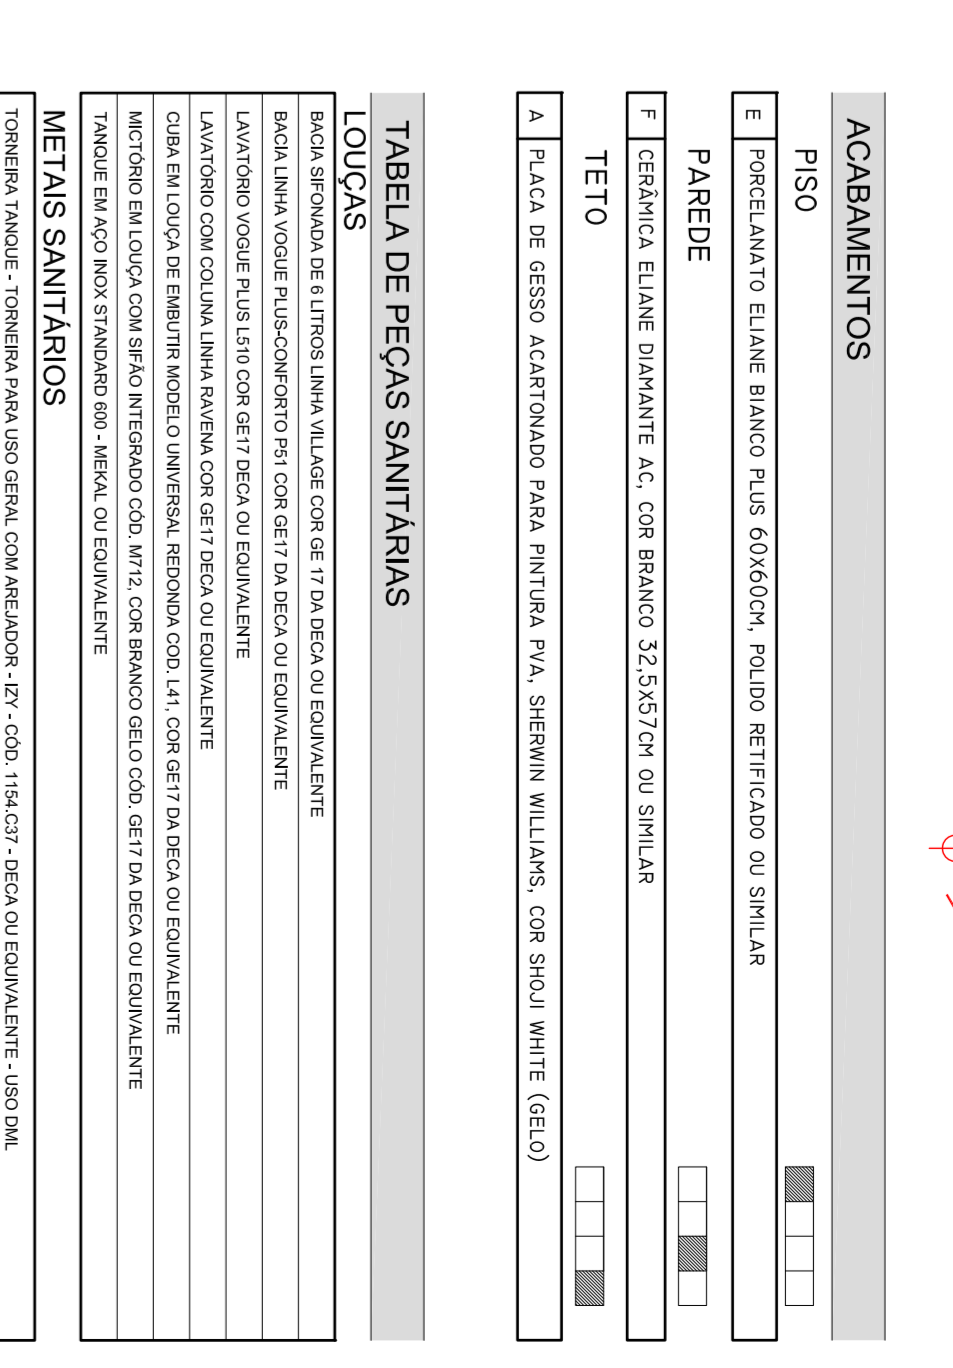 ACABAMENTOS
PISO
E PORCELANATO ELIANE BIANCO PLUS 60X60CM, POLIDO RETIFICADO OU SIMILAR
PAREDE
F CERÂMICA ELIANE DIAMANTE AC, COR BRANCO 32,5X57CM OU SIMILAR
TETO
A PLACA DE GESSO ACARTONADO PARA PINTURA PVA, SHERWIN WILLIAMS, COR SHOJI WHITE (GELO)
TABELA DE PEÇAS SANITÁRIAS
LOUÇAS
BACIA SIFONADA DE 6 LITROS LINHA VILLAGE COR GE 17 DA DECA OU EQUIVALENTE
BACIA LINHA VOGUE PLUS-CONFORTO P51 COR GE17 DA DECA OU EQUIVALENTE
LAVATÓRIO VOGUE PLUS L510 COR GE17 DECA OU EQUIVALENTE
LAVATÓRIO COM COLUNA LINHA RAVENA COR GE17 DECA OU EQUIVALENTE
CUBA EM LOUÇA DE EMBUTIR MODELO UNIVERSAL REDONDA COD. L41, COR GE17 DA DECA OU EQUIVALENTE
MICTÓRIO EM LOUÇA COM SIFÃO INTEGRADO CÓD. M712, COR BRANCO GELO CÓD. GE17 DA DECA OU EQUIVALENTE
TANQUE EM AÇO INOX STANDARD 600 - MEKAL OU EQUIVALENTE
METAIS SANITÁRIOS
TORNEIRA TANQUE - TORNEIRA PARA USO GERAL COM AREJADOR - IZY - CÓD. 1154.C37 - DECA OU EQUIVALENTE - USO DML